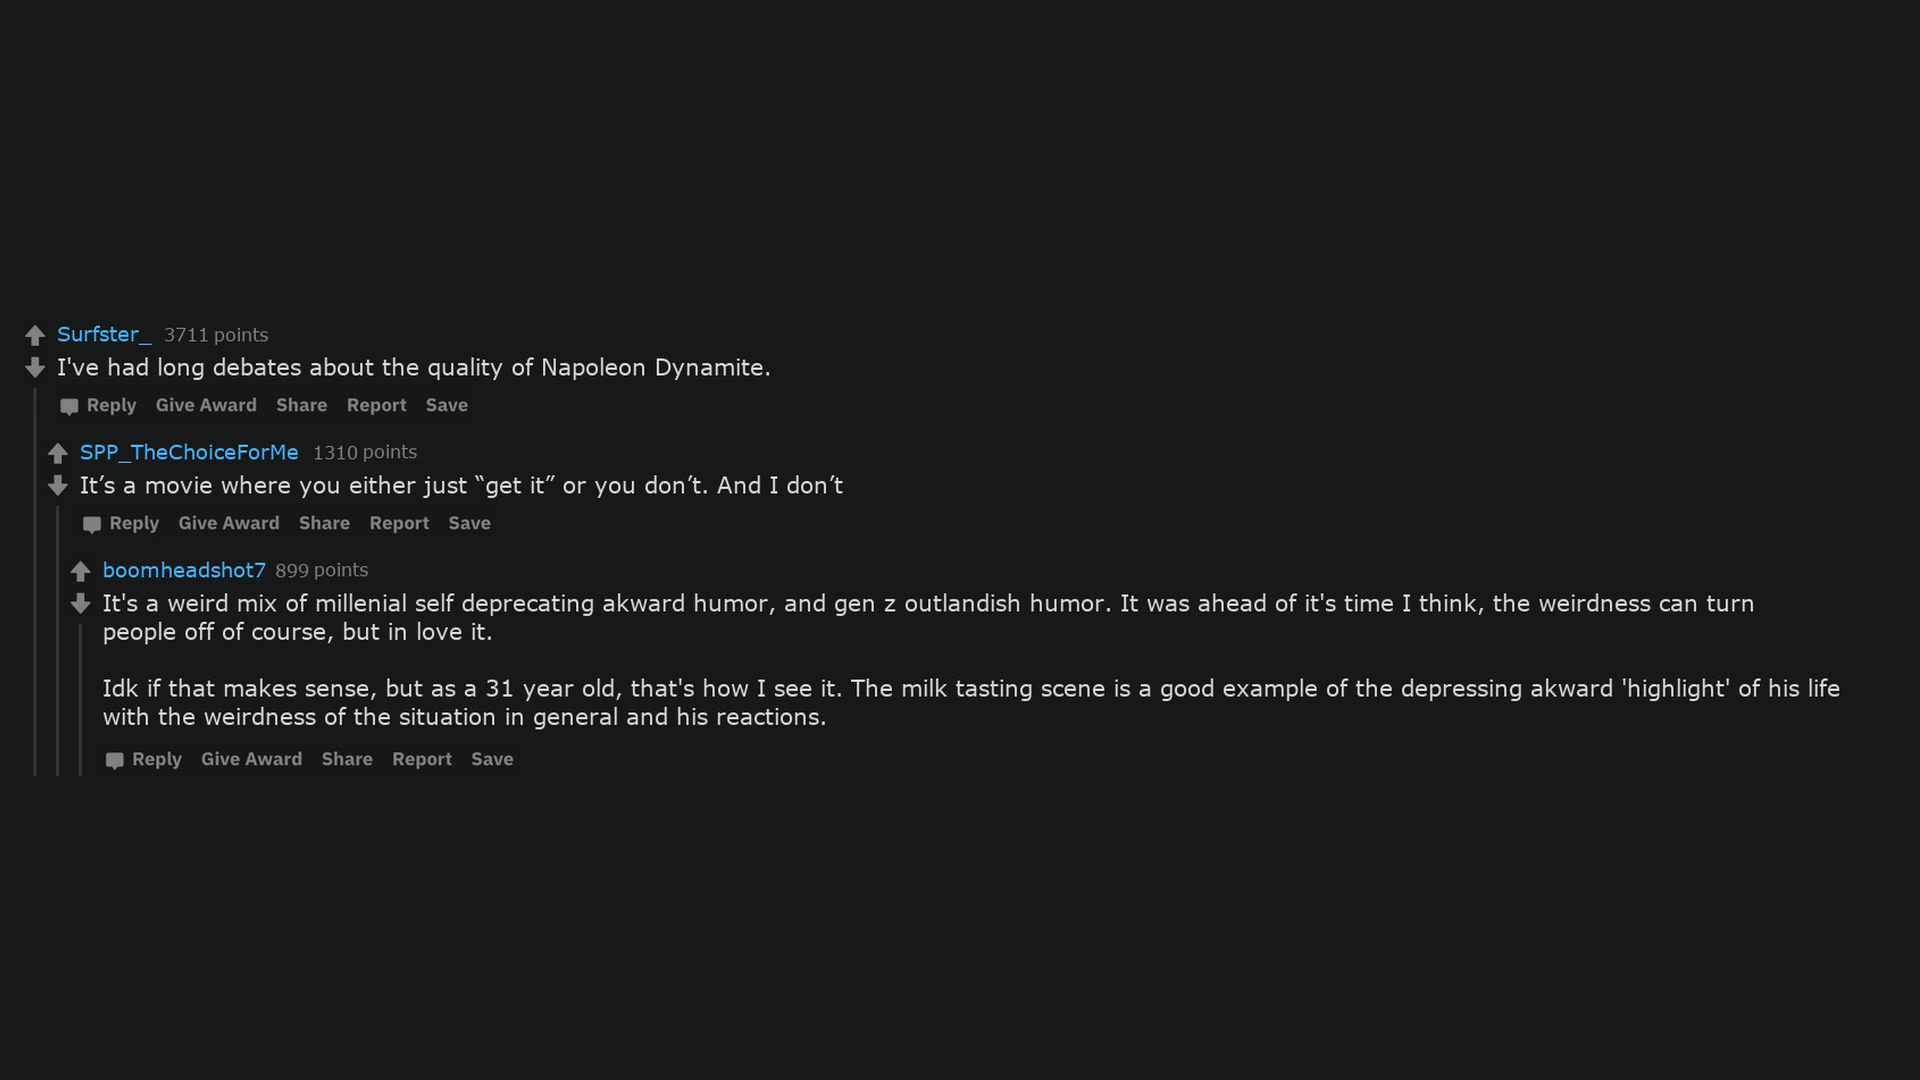 Surfster_ 3711 points
I've had long debates about the quality of Napoleon Dynamite.
Reply Give Award Share Report Save
SPP_TheChoiceForMe 1310 points
It’s a movie where you either just “get it” or you don’t. And I don’t
Reply Give Award Share Report Save
boomheadshot7 899 points
It's a weird mix of millenial self deprecating akward humor, and gen z outlandish humor. It was ahead of it's time I think, the weirdness can turn
people off of course, but in love it.
Idk if that makes sense, but as a 31 year old, that's how I see it. The milk tasting scene is a good example of the depressing akward 'highlight' of his life
with the weirdness of the situation in general and his reactions.
Reply Give Award Share Report Save